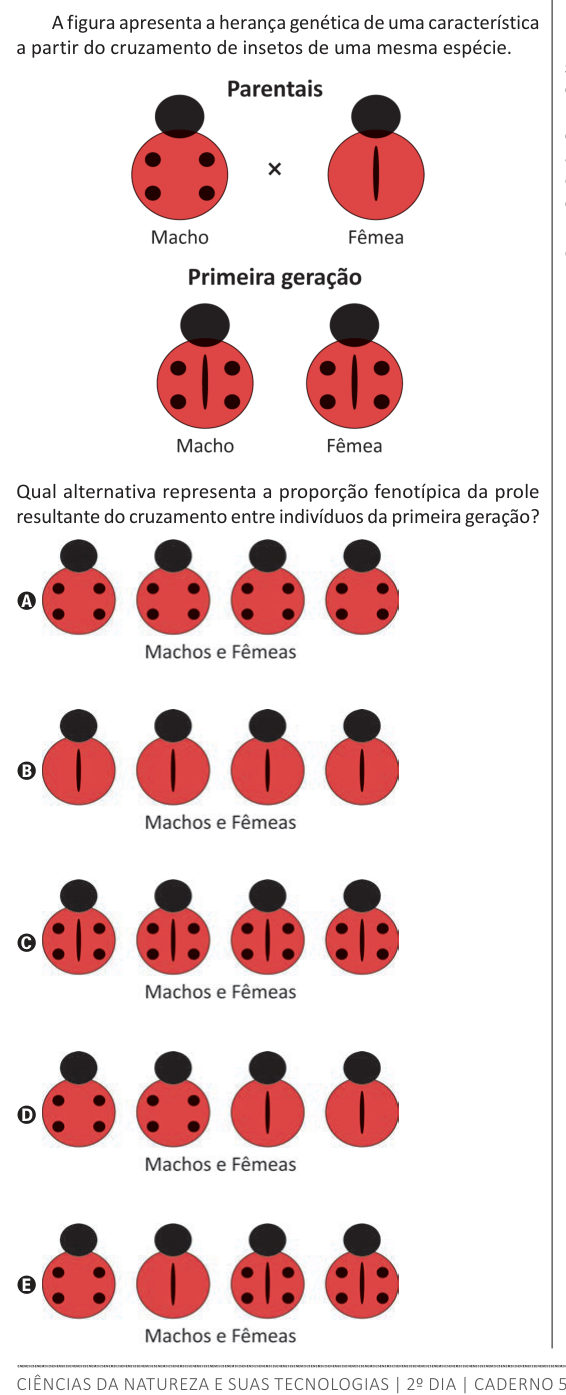 A figura apresenta a herança genética de uma característica
a partir do cruzamento de insetos de uma mesma espécie.
Parentais
×
Macho Fêmea
Primeira geração
Macho Fêmea
Qual alternativa representa a proporção fenotípica da prole
resultante do cruzamento entre indivíduos da primeira geração?
A
Machos e Fêmeas
B
Machos e Fêmeas
C
Machos e Fêmeas
D
Machos e Fêmeas
E
Machos e Fêmeas
CIÊNCIAS DA NATUREZA E SUAS TECNOLOGIAS | 2º DIA | CADERNO 5